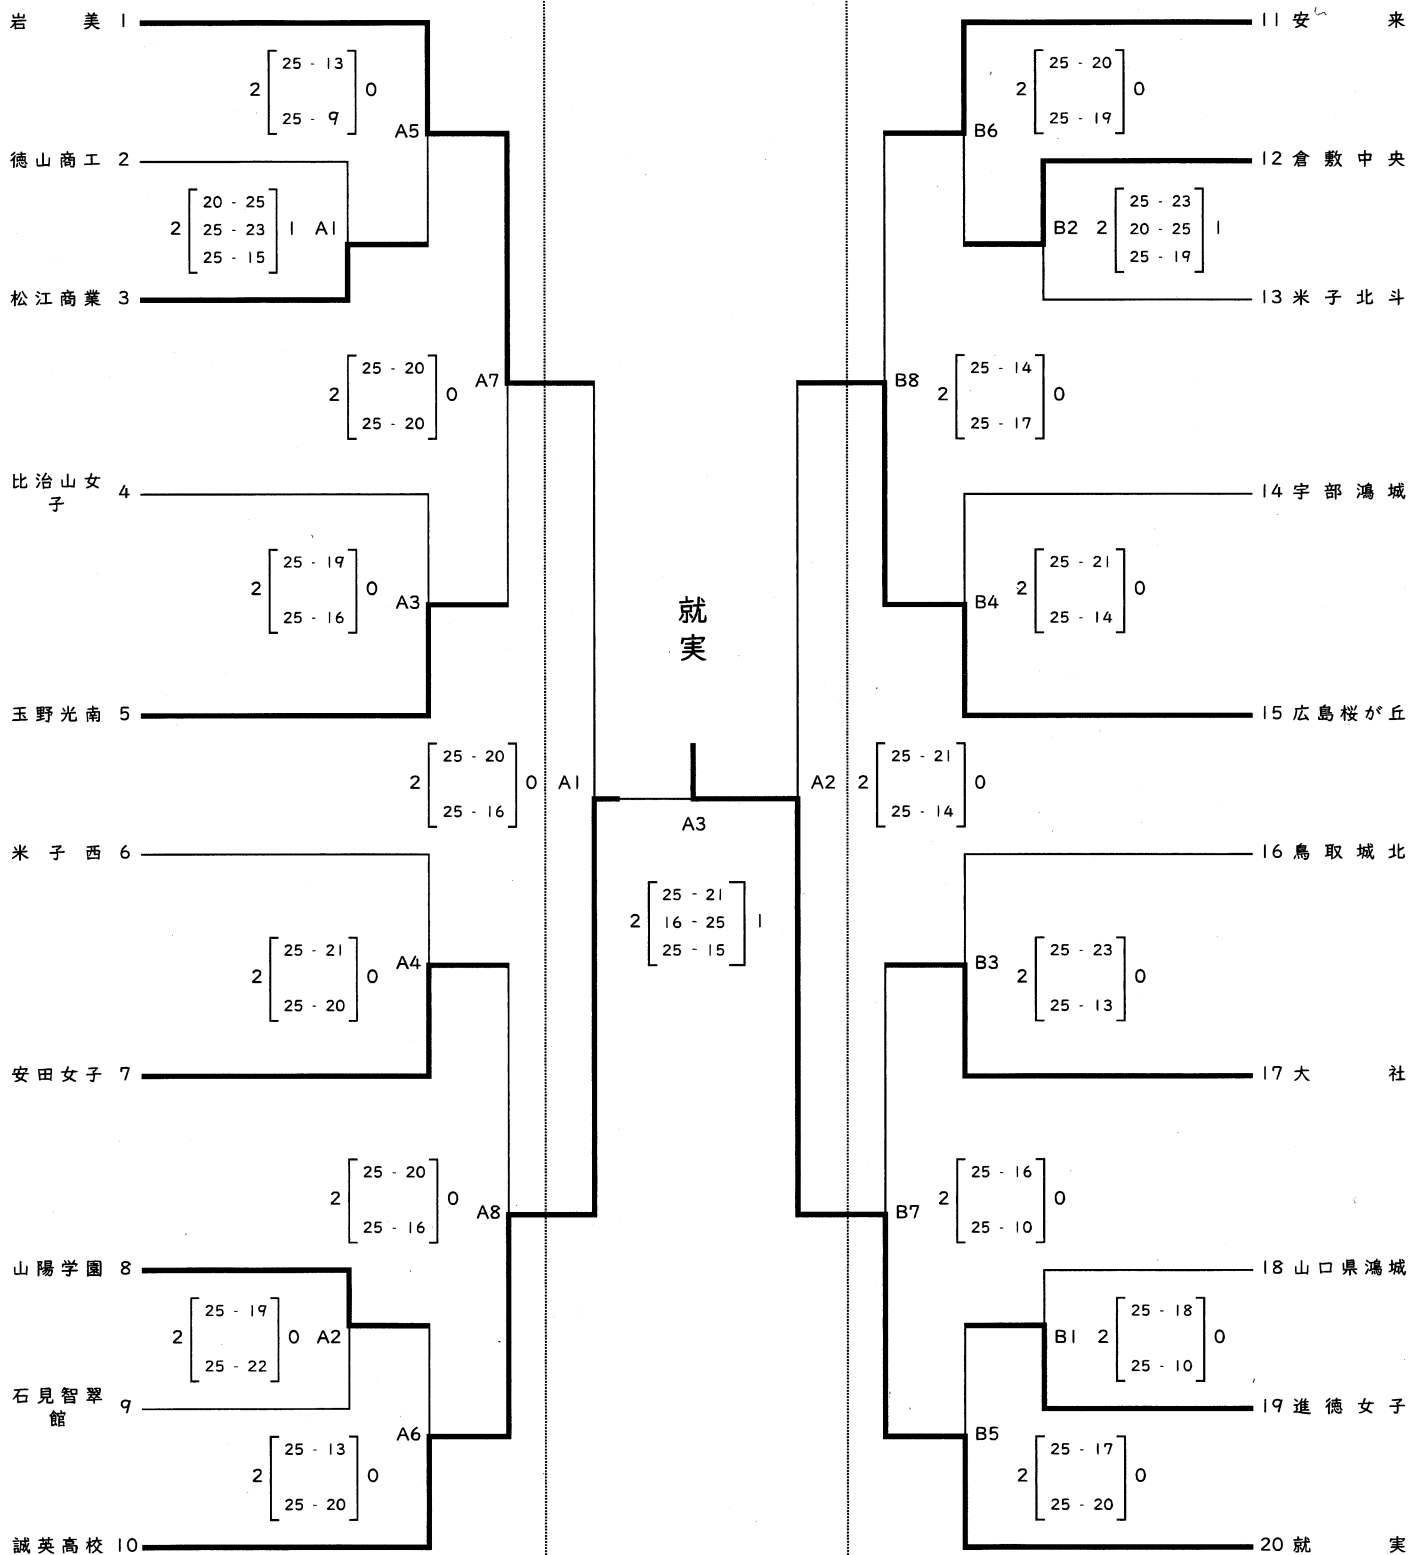 岩美 1
25 - 13
2 0
25 - 9
A5
徳山商工 2
20 - 25
2 25 - 23 1 A1
25 - 15
松江商業 3
25 - 20
2 0 A7
25 - 20
比治山女子 4
25 - 19
2 0 A3
25 - 16
玉野光南 5
25 - 20
2 0 A1
25 - 16
米子西 6
25 - 21
2 0 A4
25 - 20
安田女子 7
25 - 20
2 0 A8
25 - 16
山陽学園 8
25 - 19
2 0 A2
25 - 22
石見智翠館 9
A6
25 - 13
2 0
25 - 20
誠英高校 10
就実
A3
25 - 21
2 16 - 25 1
25 - 15
11 安来
25 - 20
2 0
25 - 19
B6
12 倉敷中央
25 - 23
B2 2 20 - 25 1
25 - 19
13 米子北斗
25 - 14
B8 2 0
25 - 17
14 宇部鴻城
25 - 21
B4 2 0
25 - 14
15 広島桜が丘
25 - 21
A2 2 0
25 - 14
16 鳥取城北
25 - 23
B3 2 0
25 - 13
17 大社
25 - 16
B7 2 0
25 - 10
18 山口県鴻城
25 - 18
B1 2 0
25 - 10
19 進徳女子
B5
25 - 17
2 0
25 - 20
20 就実